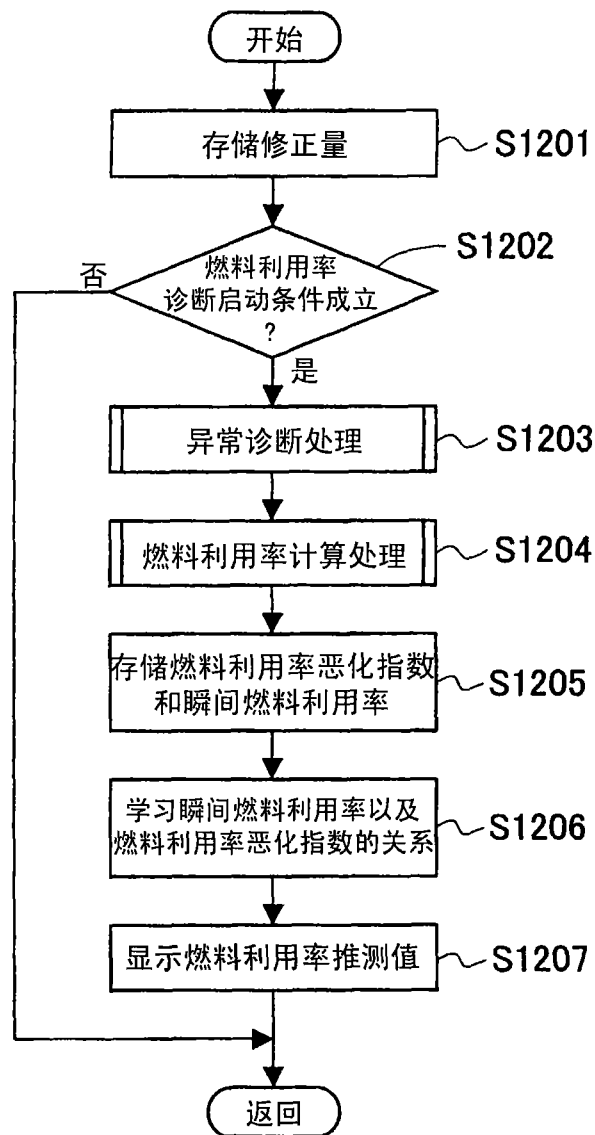 开始
存储修正量
S1201
S1202
燃料利用率
诊断启动条件成立
?
否
是
异常诊断处理
S1203
燃料利用率计算处理
S1204
存储燃料利用率恶化指数
和瞬间燃料利用率
S1205
学习瞬间燃料利用率以及
燃料利用率恶化指数的关系
S1206
显示燃料利用率推测值
S1207
返回